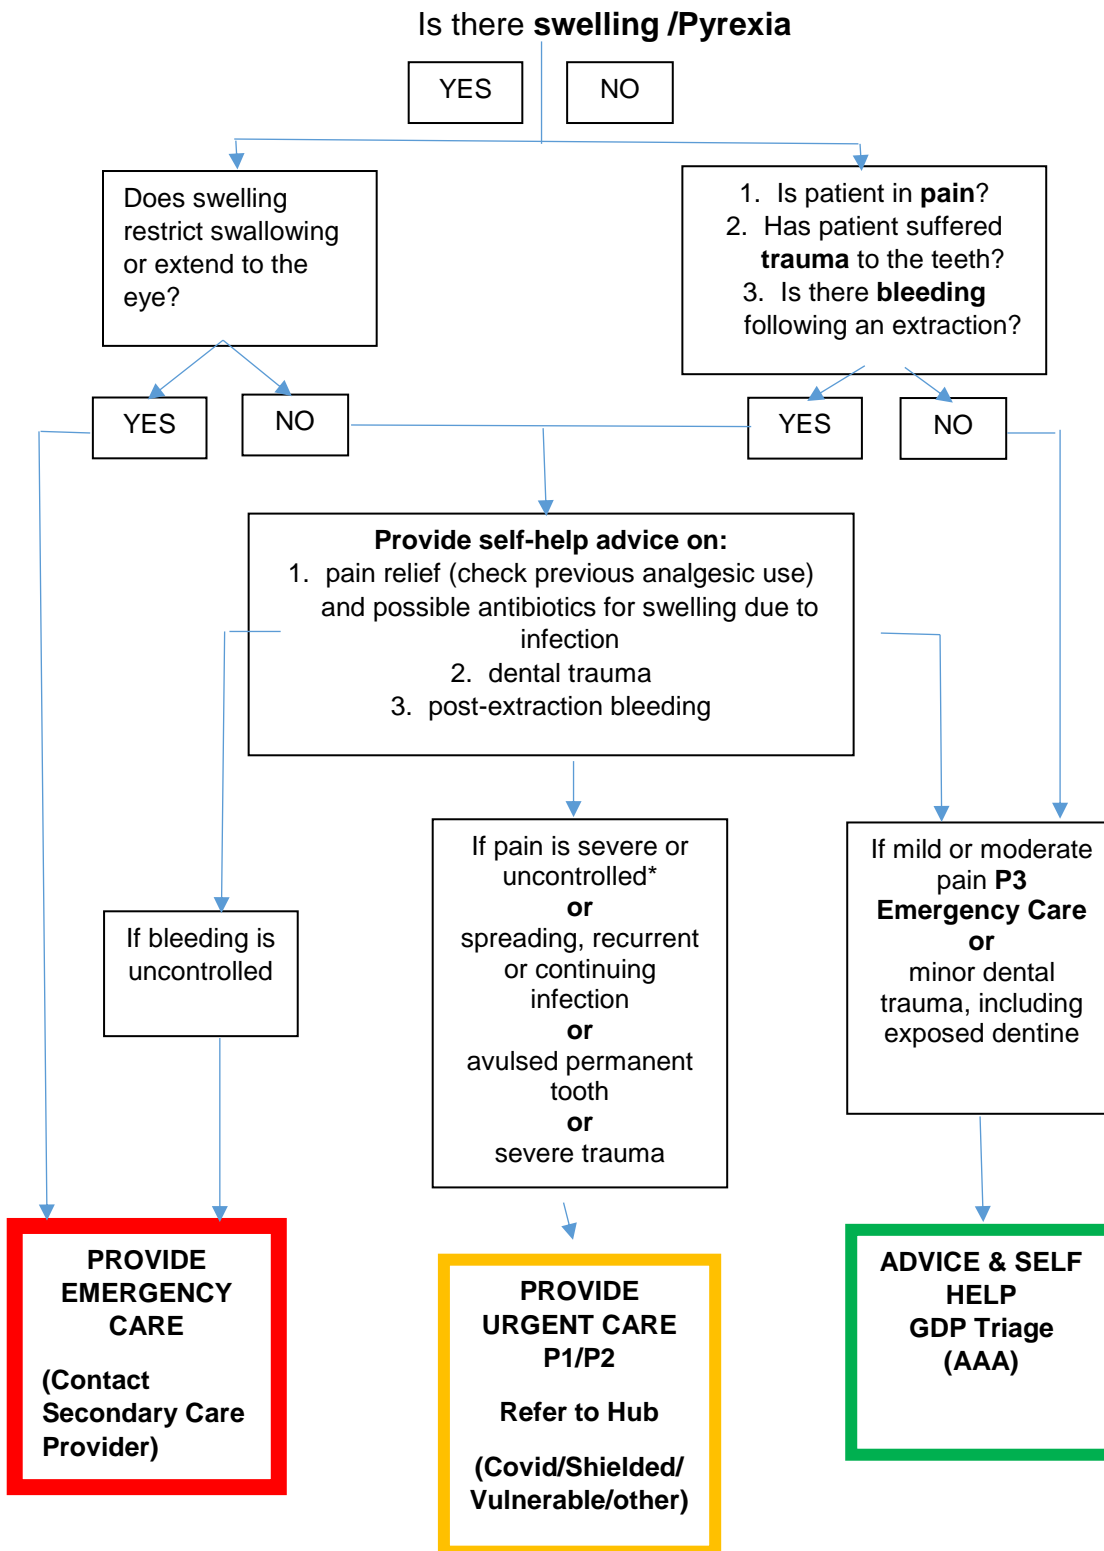 Is there swelling /Pyrexia
YES
NO
Does swelling
restrict swallowing
or extend to the
eye?
1. Is patient in pain?
2. Has patient suffered
trauma to the teeth?
3. Is there bleeding
following an extraction?
YES
NO
YES
NO
Provide self-help advice on:
1. pain relief (check previous analgesic use)
and possible antibiotics for swelling due to
infection
2. dental trauma
3. post-extraction bleeding
If bleeding is
uncontrolled
If pain is severe or
uncontrolled*
or
spreading, recurrent
or continuing
infection
or
avulsed permanent
tooth
or
severe trauma
If mild or moderate
pain P3
Emergency Care
or
minor dental
trauma, including
exposed dentine
PROVIDE
EMERGENCY
CARE
(Contact
Secondary Care
Provider)
PROVIDE
URGENT CARE
P1/P2
Refer to Hub
(Covid/Shielded/
Vulnerable/other)
ADVICE & SELF
HELP
GDP Triage
(AAA)